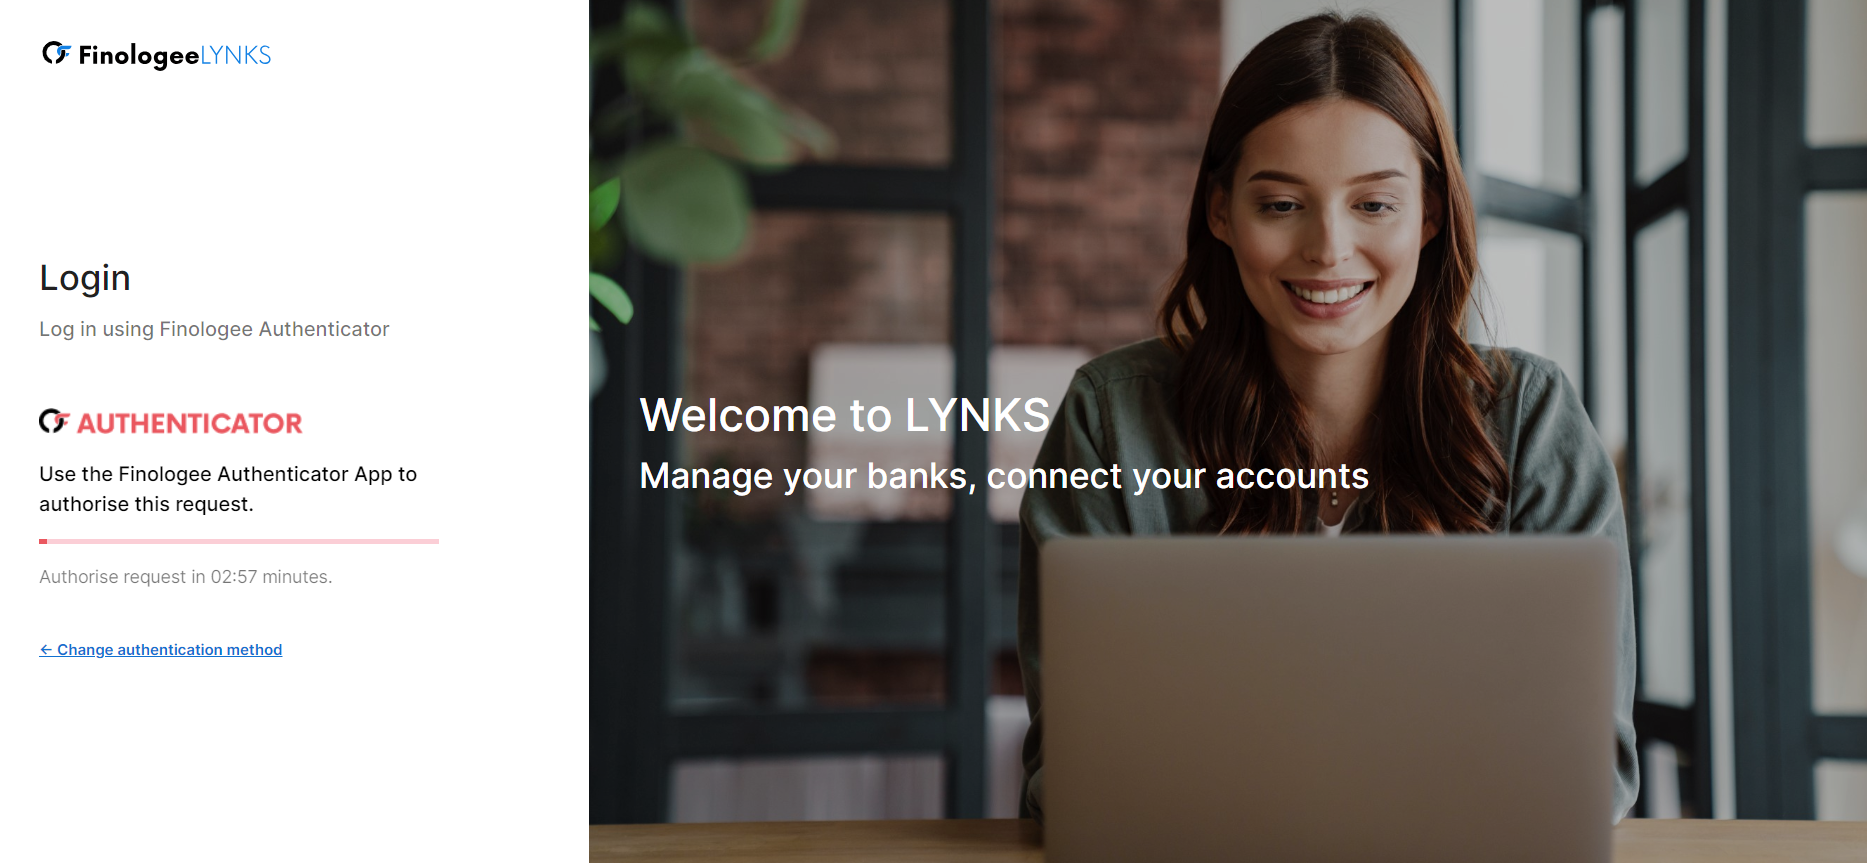 FinologeeLYNKS
Login
Log in using Finologee Authenticator
AUTHENTICATOR
Use the Finologee Authenticator App to
authorise this request.
Authorise request in 02:57 minutes.
← Change authentication method
Welcome to LYNKS
Manage your banks, connect your accounts